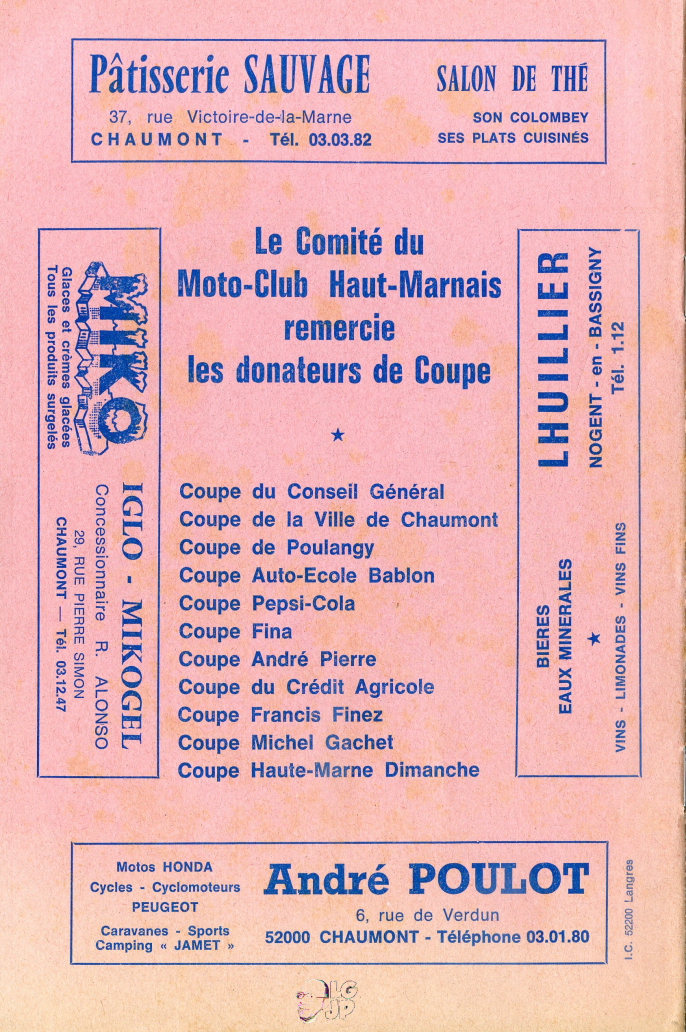 Pâtisserie SAUVAGE
37, rue Victoire-de-la-Marne
CHAUMONT - Tél. 03.03.82
SALON DE THÉ
SON COLOMBEY
SES PLATS CUISINÉS
MIKO
Glaces et crèmes glacées
Tous les produits surgelés
IGLO - MIKOGEL
Concessionnaire R. ALONSO
29, RUE PIERRE SIMON
CHAUMONT — Tél. 03.12.47
Le Comité du
Moto-Club Haut-Marnais
remercie
les donateurs de Coupe
★
Coupe du Conseil Général
Coupe de la Ville de Chaumont
Coupe de Poulangy
Coupe Auto-Ecole Bablon
Coupe Pepsi-Cola
Coupe Fina
Coupe André Pierre
Coupe du Crédit Agricole
Coupe Francis Finez
Coupe Michel Gachet
Coupe Haute-Marne Dimanche
LHUILLIER
NOGENT - en - BASSIGNY
Tél. 1.12
BIERES
EAUX MINERALES
★
VINS - LIMONADES - VINS FINS
Motos HONDA
Cycles - Cyclomoteurs
PEUGEOT
Caravanes - Sports
Camping « JAMET »
André POULOT
6, rue de Verdun
52000 CHAUMONT - Téléphone 03.01.80
I.C. 52200 Langres
LG
JP